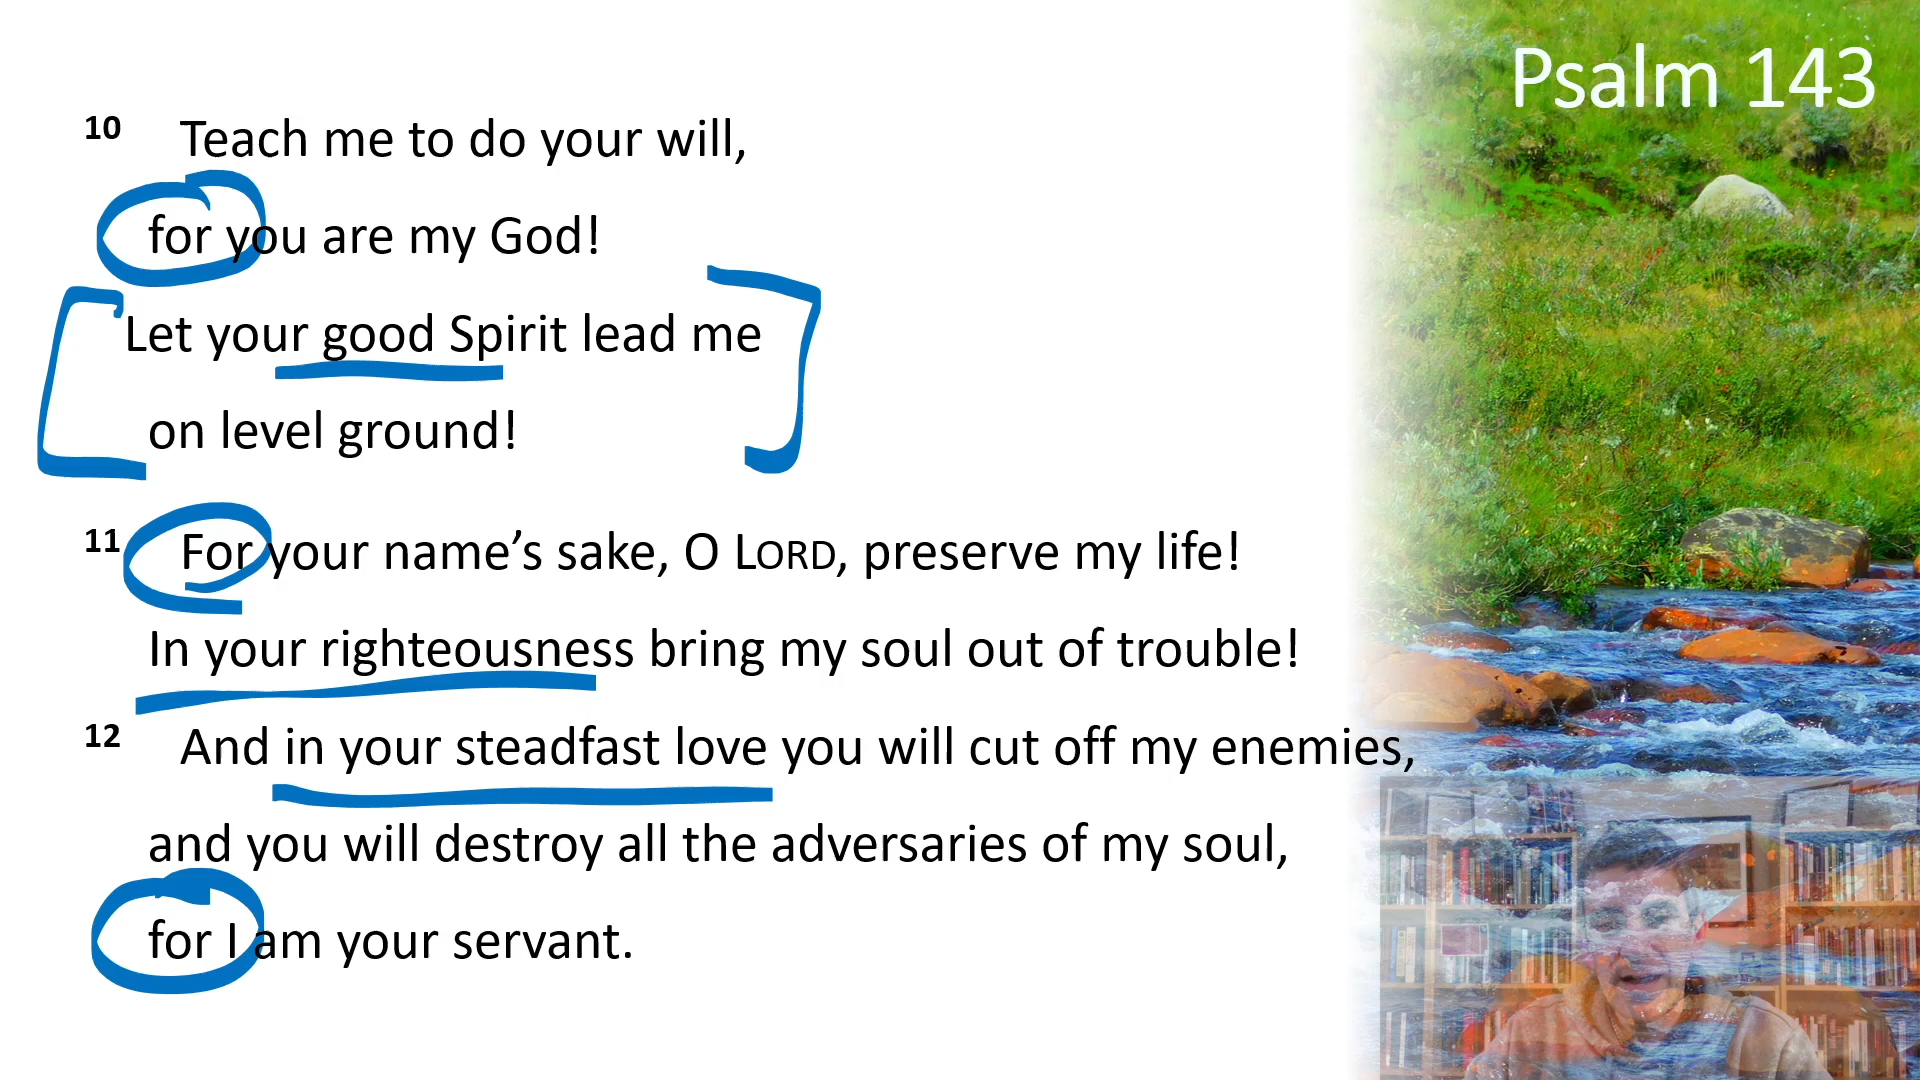 Psalm 143
10 Teach me to do your will,
for you are my God!
Let your good Spirit lead me
on level ground!
11 For your name’s sake, O LORD, preserve my life!
In your righteousness bring my soul out of trouble!
12 And in your steadfast love you will cut off my enemies,
and you will destroy all the adversaries of my soul,
for I am your servant.